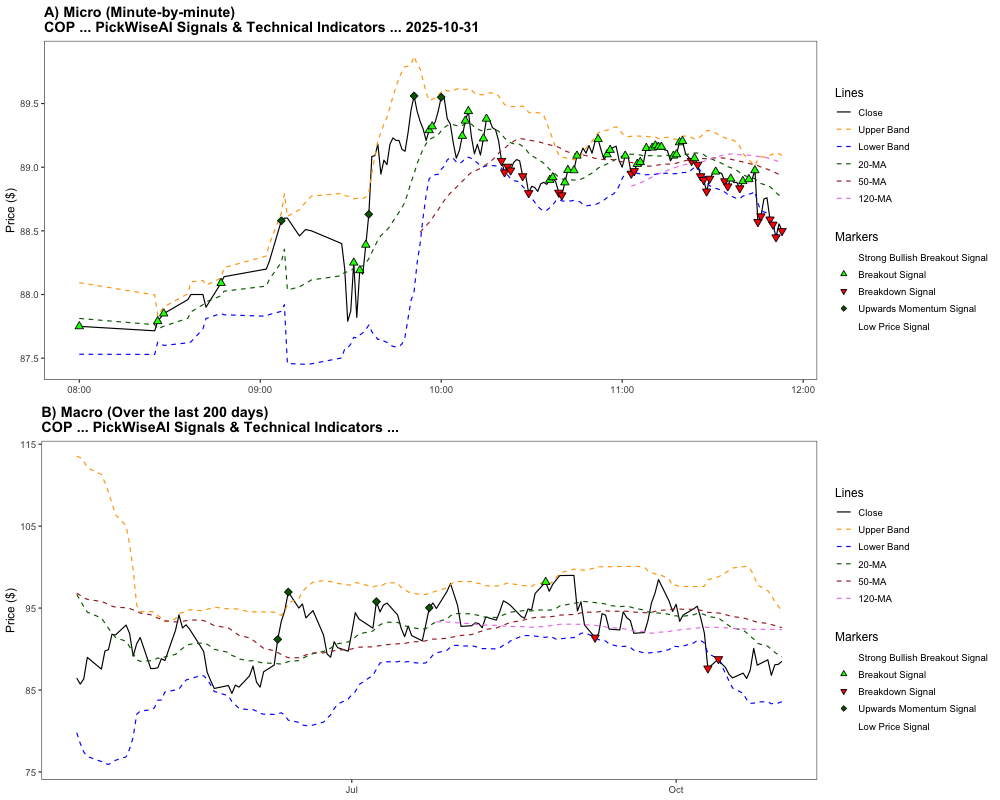 A) Micro (Minute-by-minute)
COP ... PickWiseAI Signals & Technical Indicators ... 2025-10-31
Price ($)
89.5
89.0
88.5
88.0
87.5
08:00
09:00
10:00
11:00
12:00
Lines
Close
Upper Band
Lower Band
20-MA
50-MA
120-MA
Markers
Strong Bullish Breakout Signal
Breakout Signal
Breakdown Signal
Upwards Momentum Signal
Low Price Signal
B) Macro (Over the last 200 days)
COP ... PickWiseAI Signals & Technical Indicators ...
Price ($)
115
105
95
85
75
Jul
Oct
Lines
Close
Upper Band
Lower Band
20-MA
50-MA
120-MA
Markers
Strong Bullish Breakout Signal
Breakout Signal
Breakdown Signal
Upwards Momentum Signal
Low Price Signal